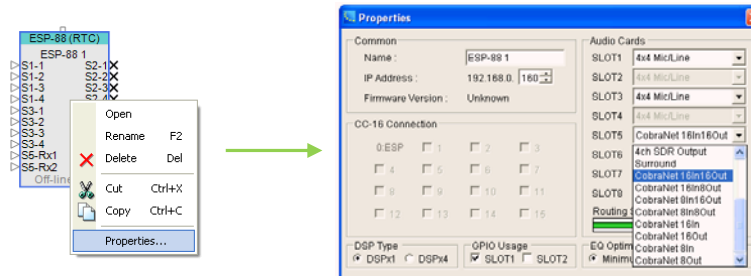 ESP-88 (RTC)
ESP-88 1
S1-1 S2-1
S1-2 S2-2
S1-3 S2-3
S1-4 S2-4
S3-1
S3-2
S3-3
S3-4
S5-Rx1
S5-Rx2
Off-line
Open
Rename F2
Delete Del
Cut Ctrl+X
Copy Ctrl+C
Properties...
Properties
Common
Name : ESP-88 1
IP Address : 192.168.0. 160
Firmware Version : Unknown
CC-16 Connection
0:ESP 1 2 3
4 5 6 7
8 9 10 11
12 13 14 15
DSP Type
DSPx1 DSPx4
GPIO Usage
SLOT1 SLOT2
Audio Cards
SLOT1 4x4 Mic/Line
SLOT2 4x4 Mic/Line
SLOT3 4x4 Mic/Line
SLOT4 4x4 Mic/Line
SLOT5 CobraNet 16In16Out
SLOT6
SLOT7
SLOT8
4ch SDR Output
Surround
CobraNet 16In16Out
CobraNet 16In8Out
CobraNet 8In16Out
CobraNet 8In8Out
CobraNet 16In
CobraNet 16Out
CobraNet 8In
CobraNet 8Out
Routing
EQ Optim
Minimu